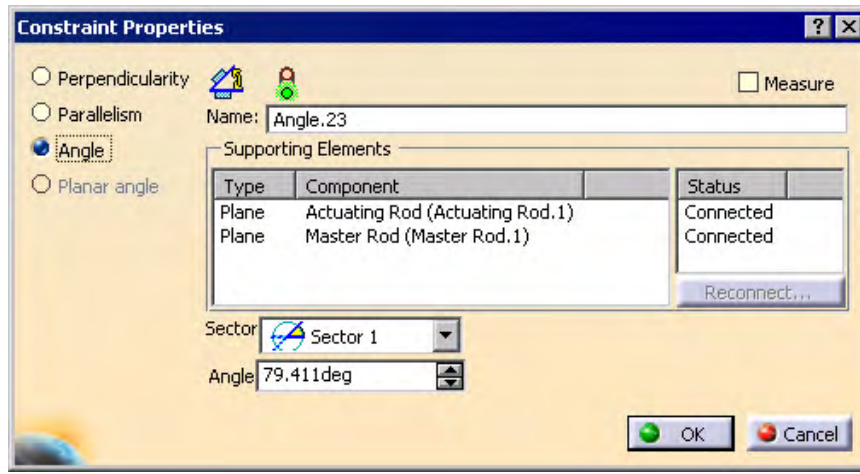 Constraint Properties
Perpendicularity
Parallelism
Angle
Planar angle
Measure
Name: Angle.23
Supporting Elements
Type Component Status
Plane Actuating Rod (Actuating Rod.1) Connected
Plane Master Rod (Master Rod.1) Connected
Reconnect...
Sector Sector 1
Angle 79.411deg
OK Cancel